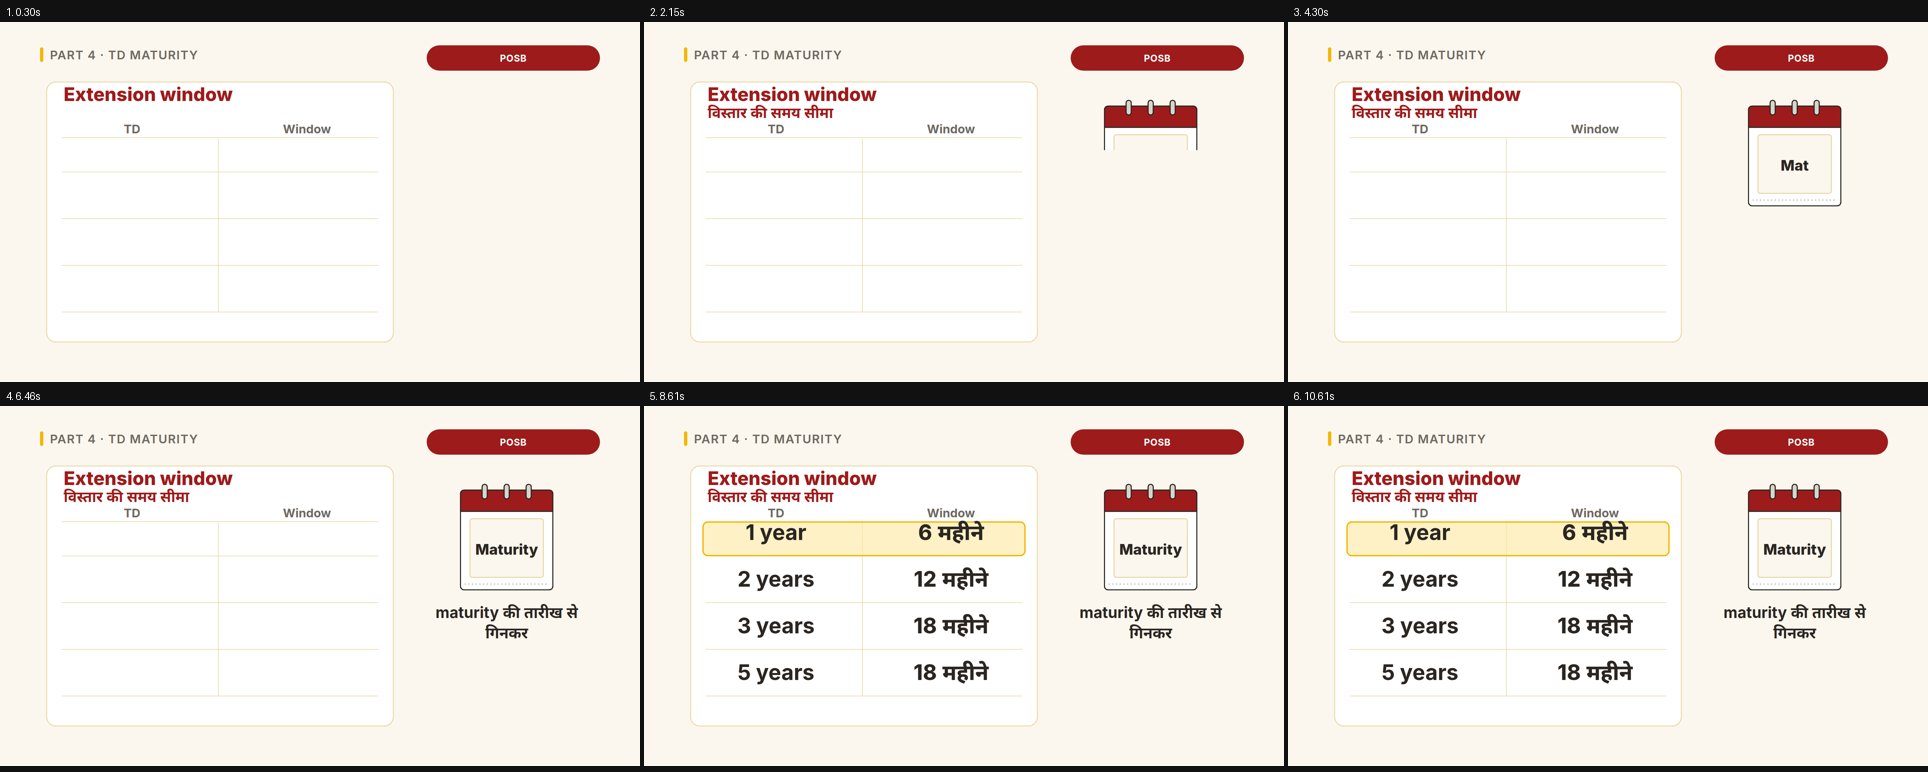 1. 0.30s
PART 4 · TD MATURITY
POSB
Extension window
TD Window
2. 2.15s
PART 4 · TD MATURITY
POSB
Extension window
विस्तार की समय सीमा
TD Window
3. 4.30s
PART 4 · TD MATURITY
POSB
Extension window
विस्तार की समय सीमा
TD Window
Mat
4. 6.46s
PART 4 · TD MATURITY
POSB
Extension window
विस्तार की समय सीमा
TD Window
Maturity
maturity की तारीख से
गिनकर
5. 8.61s
PART 4 · TD MATURITY
POSB
Extension window
विस्तार की समय सीमा
TD Window
1 year 6 महीने
2 years 12 महीने
3 years 18 महीने
5 years 18 महीने
Maturity
maturity की तारीख से
गिनकर
6. 10.61s
PART 4 · TD MATURITY
POSB
Extension window
विस्तार की समय सीमा
TD Window
1 year 6 महीने
2 years 12 महीने
3 years 18 महीने
5 years 18 महीने
Maturity
maturity की तारीख से
गिनकर